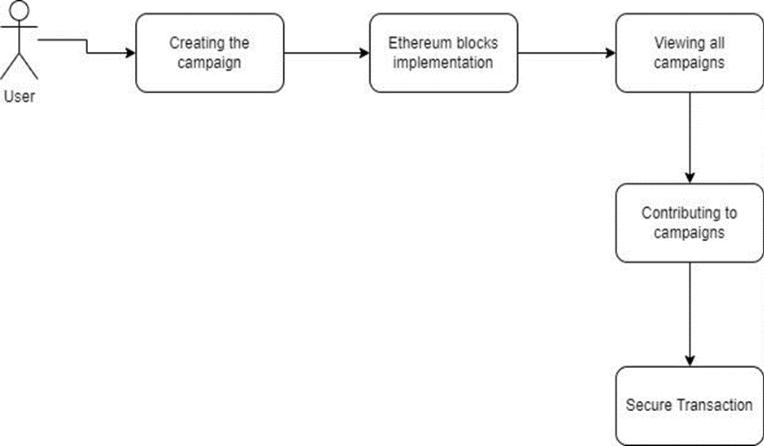 User
Creating the
campaign
Ethereum blocks
implementation
Viewing all
campaigns
Contributing to
campaigns
Secure Transaction